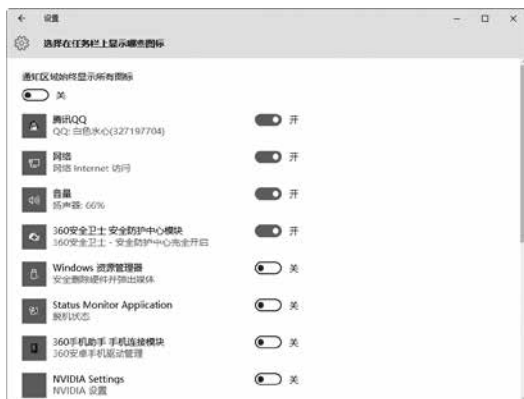 设置
选择在任务栏上显示哪些图标
通知区域始终显示所有图标
关
腾讯QQ
开
QQ: 白色水心(327197704)
网络
开
网络 Internet 访问
音量
开
扬声器: 66%
360安全卫士 安全防护中心模块
开
360安全卫士 - 安全防护中心完全开启
Windows 资源管理器
关
安全删除硬件并弹出媒体
Status Monitor Application
关
脱机状态
360手机助手 手机连接模块
关
360安卓手机驱动管理
NVIDIA Settings
关
NVIDIA 设置